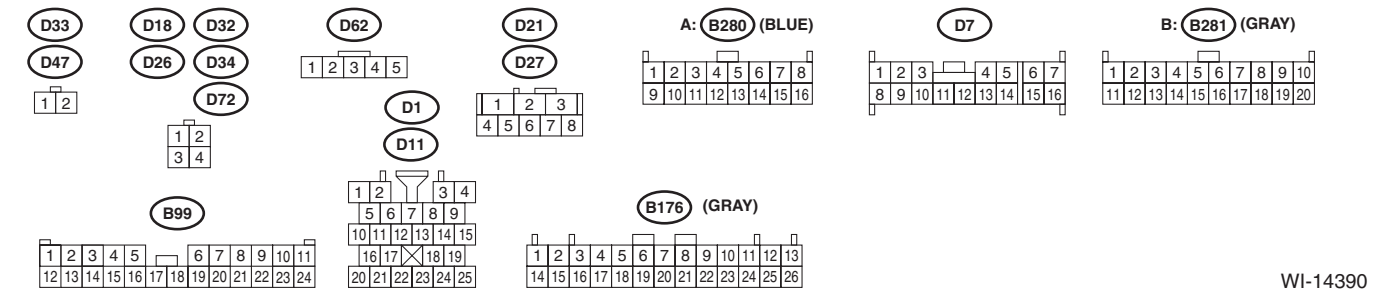 D33 D18 D32 D62 D21 A: B280 (BLUE) D7 B: B281 (GRAY)
D47 D26 D34 D27
1 2 3 4 5
1 2 3 4 5 6 7 8
9 10 11 12 13 14 15 16
1 2 3 4 5 6 7
8 9 10 11 12 13 14 15 16
1 2 3 4 5 6 7 8 9 10
11 12 13 14 15 16 17 18 19 20
1 2
D72
D1
1 2 3
4 5 6 7 8
1 2
3 4
D11
B99
B176 (GRAY)
1 2 3 4
5 6 7 8 9
10 11 12 13 14 15
16 17 18 19
20 21 22 23 24 25
1 2 3 4 5 6 7 8 9 10 11
12 13 14 15 16 17 18 19 20 21 22 23 24
1 2 3 4 5 6 7 8 9 10 11 12 13
14 15 16 17 18 19 20 21 22 23 24 25 26
WI-14390